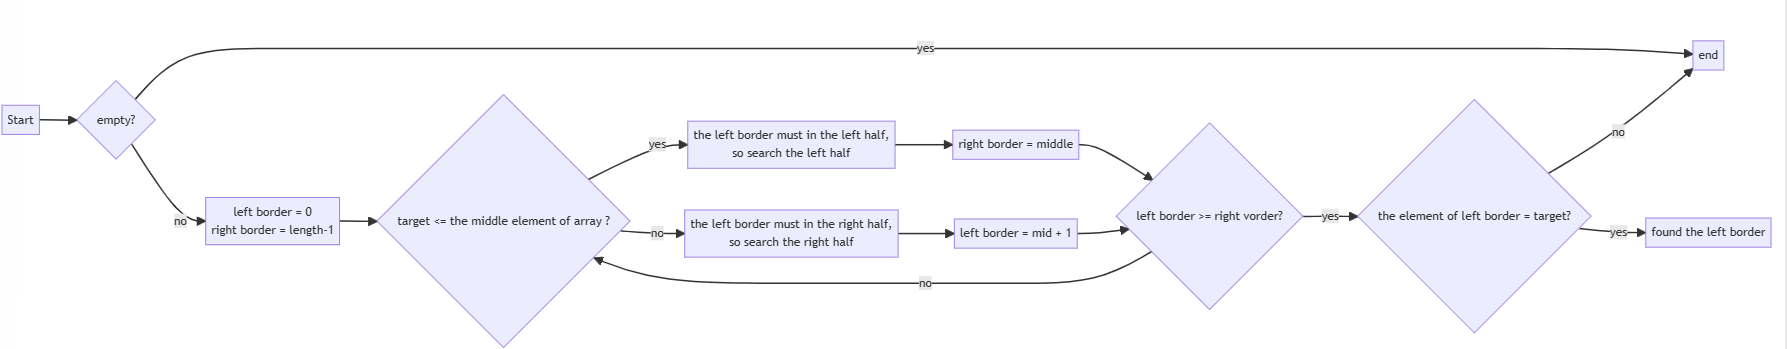 yes
end
Start
empty?
no
left border = 0
right border = length-1
target <= the middle element of array ?
yes
the left border must in the left half,
so search the left half
right border = middle
no
the left border must in the right half,
so search the right half
left border = mid + 1
no
left border >= right vorder?
yes
the element of left border = target?
no
yes
found the left border